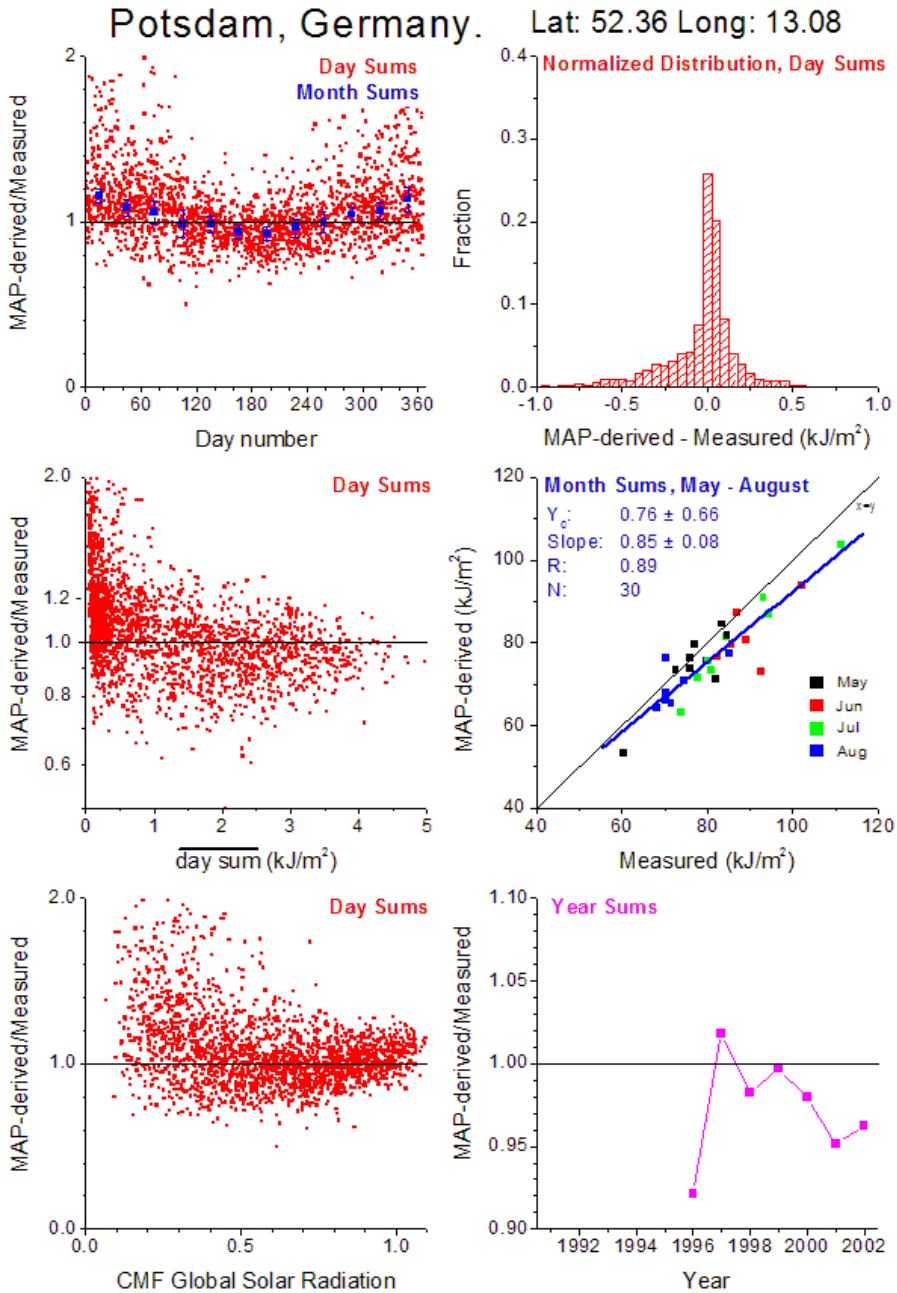 Potsdam, Germany. Lat: 52.36 Long: 13.08
Day Sums
Month Sums
MAP-derived/Measured
2
1
0
0 60 120 180 240 300 360
Day number
Normalized Distribution, Day Sums
Fraction
0.4
0.3
0.2
0.1
0.0
-1.0 -0.5 0.0 0.5 1.0
MAP-derived - Measured (kJ/m²)
Day Sums
MAP-derived/Measured
2.0
1.2
1.0
0.8
0.6
0 1 2 3 4 5
day sum (kJ/m²)
Month Sums, May - August
Yc: 0.76 ± 0.66
Slope: 0.85 ± 0.08
R: 0.89
N: 30
x=y
May
Jun
Jul
Aug
MAP-derived (kJ/m²)
120
100
80
60
40
40 60 80 100 120
Measured (kJ/m²)
Day Sums
MAP-derived/Measured
2.0
1.0
0.0
0.0 0.5 1.0
CMF Global Solar Radiation
Year Sums
MAP-derived/Measured
1.10
1.05
1.00
0.95
0.90
1992 1994 1996 1998 2000 2002
Year